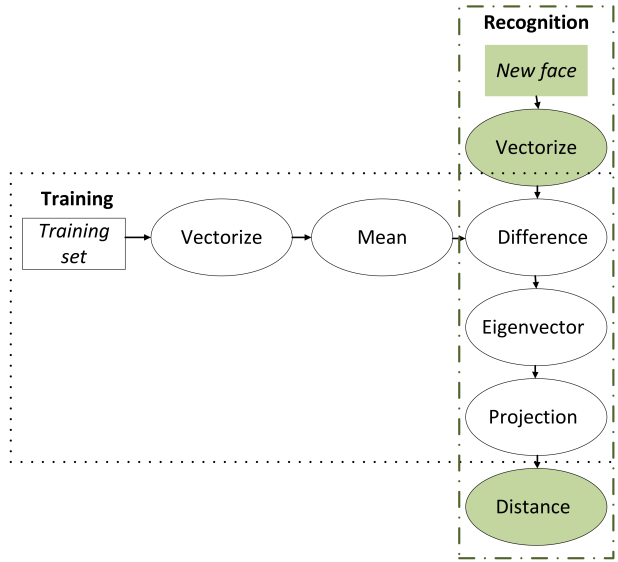 Recognition
New face
Vectorize
Training
Training
set
Vectorize
Mean
Difference
Eigenvector
Projection
Distance